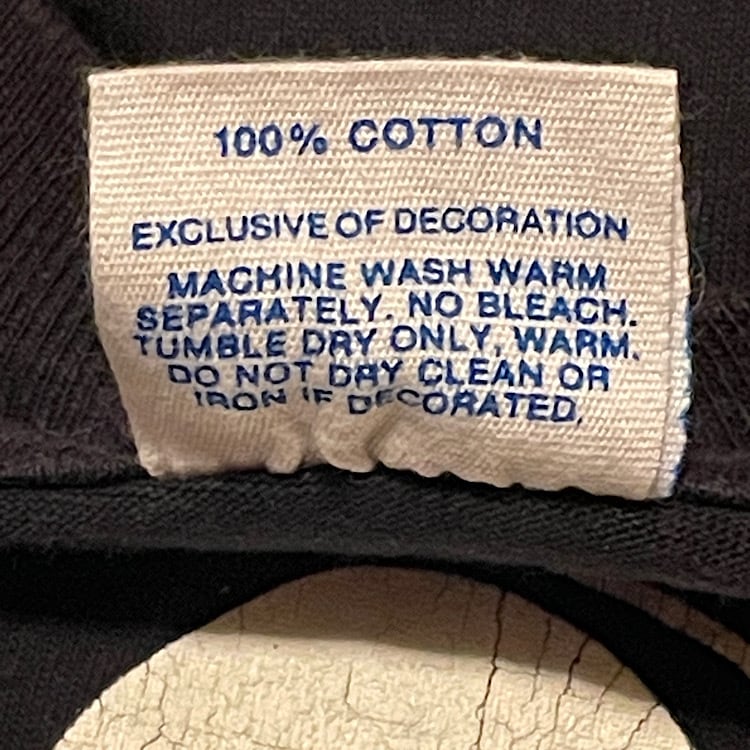 100% COTTON
EXCLUSIVE OF DECORATION
MACHINE WASH WARM
SEPARATELY. NO BLEACH.
TUMBLE DRY ONLY, WARM.
DO NOT DRY CLEAN OR
IRON IF DECORATED.